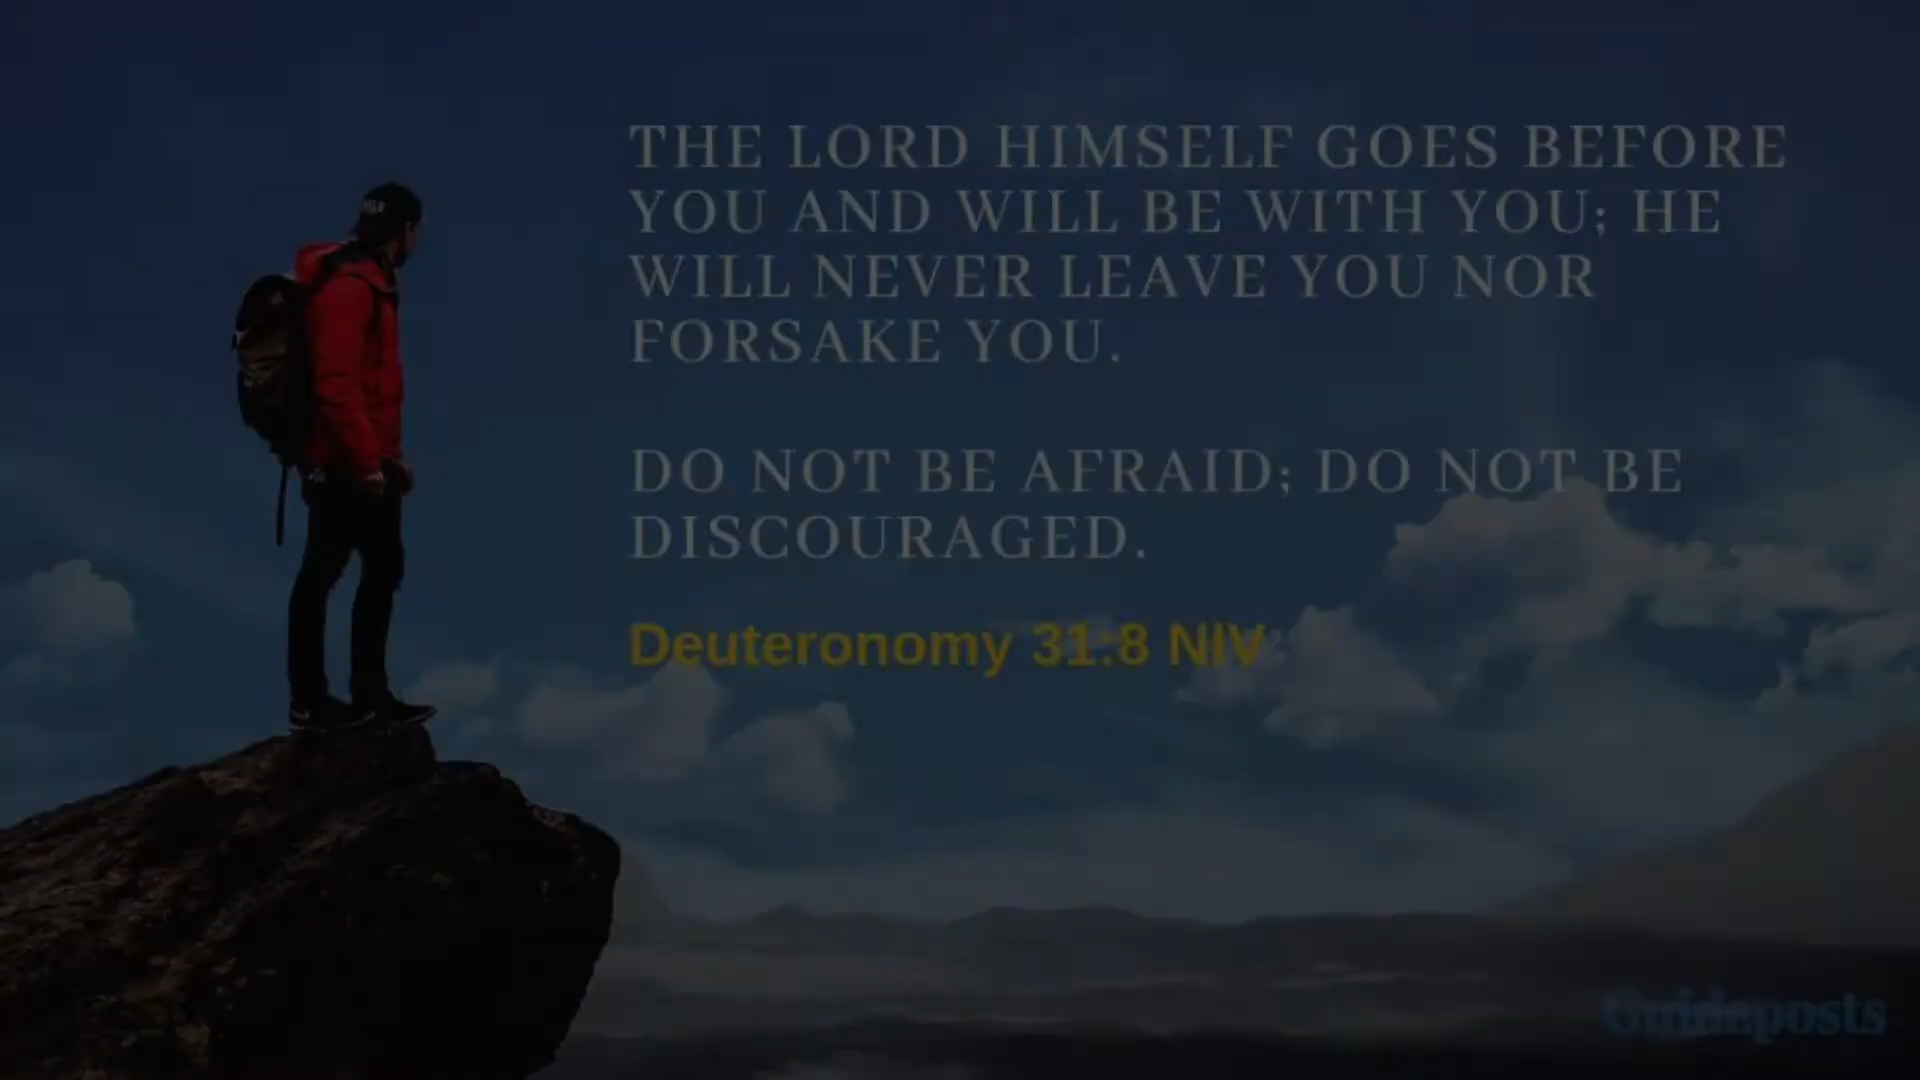 THE LORD HIMSELF GOES BEFORE
YOU AND WILL BE WITH YOU; HE
WILL NEVER LEAVE YOU NOR
FORSAKE YOU.
DO NOT BE AFRAID; DO NOT BE
DISCOURAGED.
Deuteronomy 31:8 NIV
Guideposts